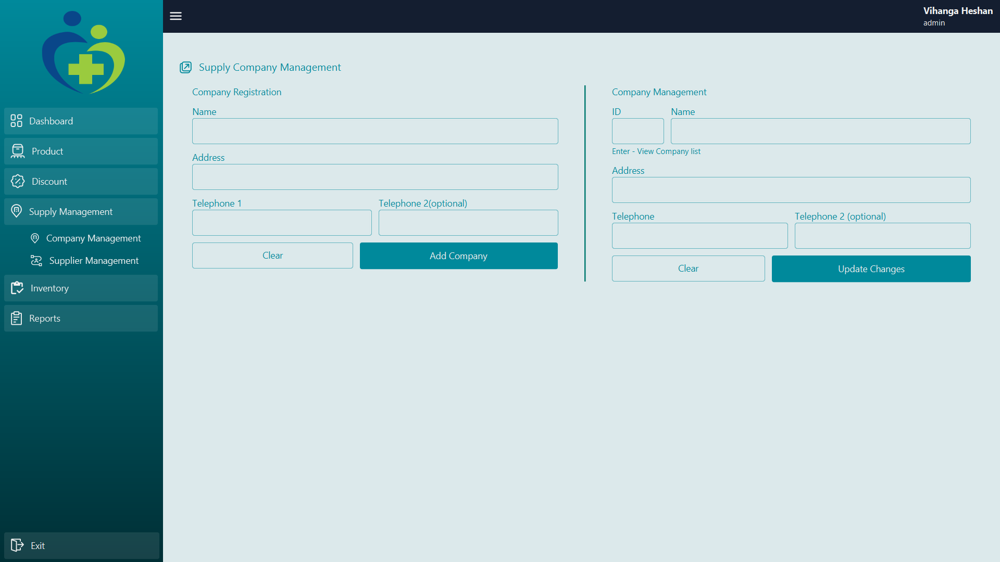 Vihanga Heshan
admin
Dashboard
Product
Discount
Supply Management
Company Management
Supplier Management
Inventory
Reports
Exit
Supply Company Management
Company Registration
Name
Address
Telephone 1
Telephone 2(optional)
Clear
Add Company
Company Management
ID
Name
Enter - View Company list
Address
Telephone
Telephone 2 (optional)
Clear
Update Changes